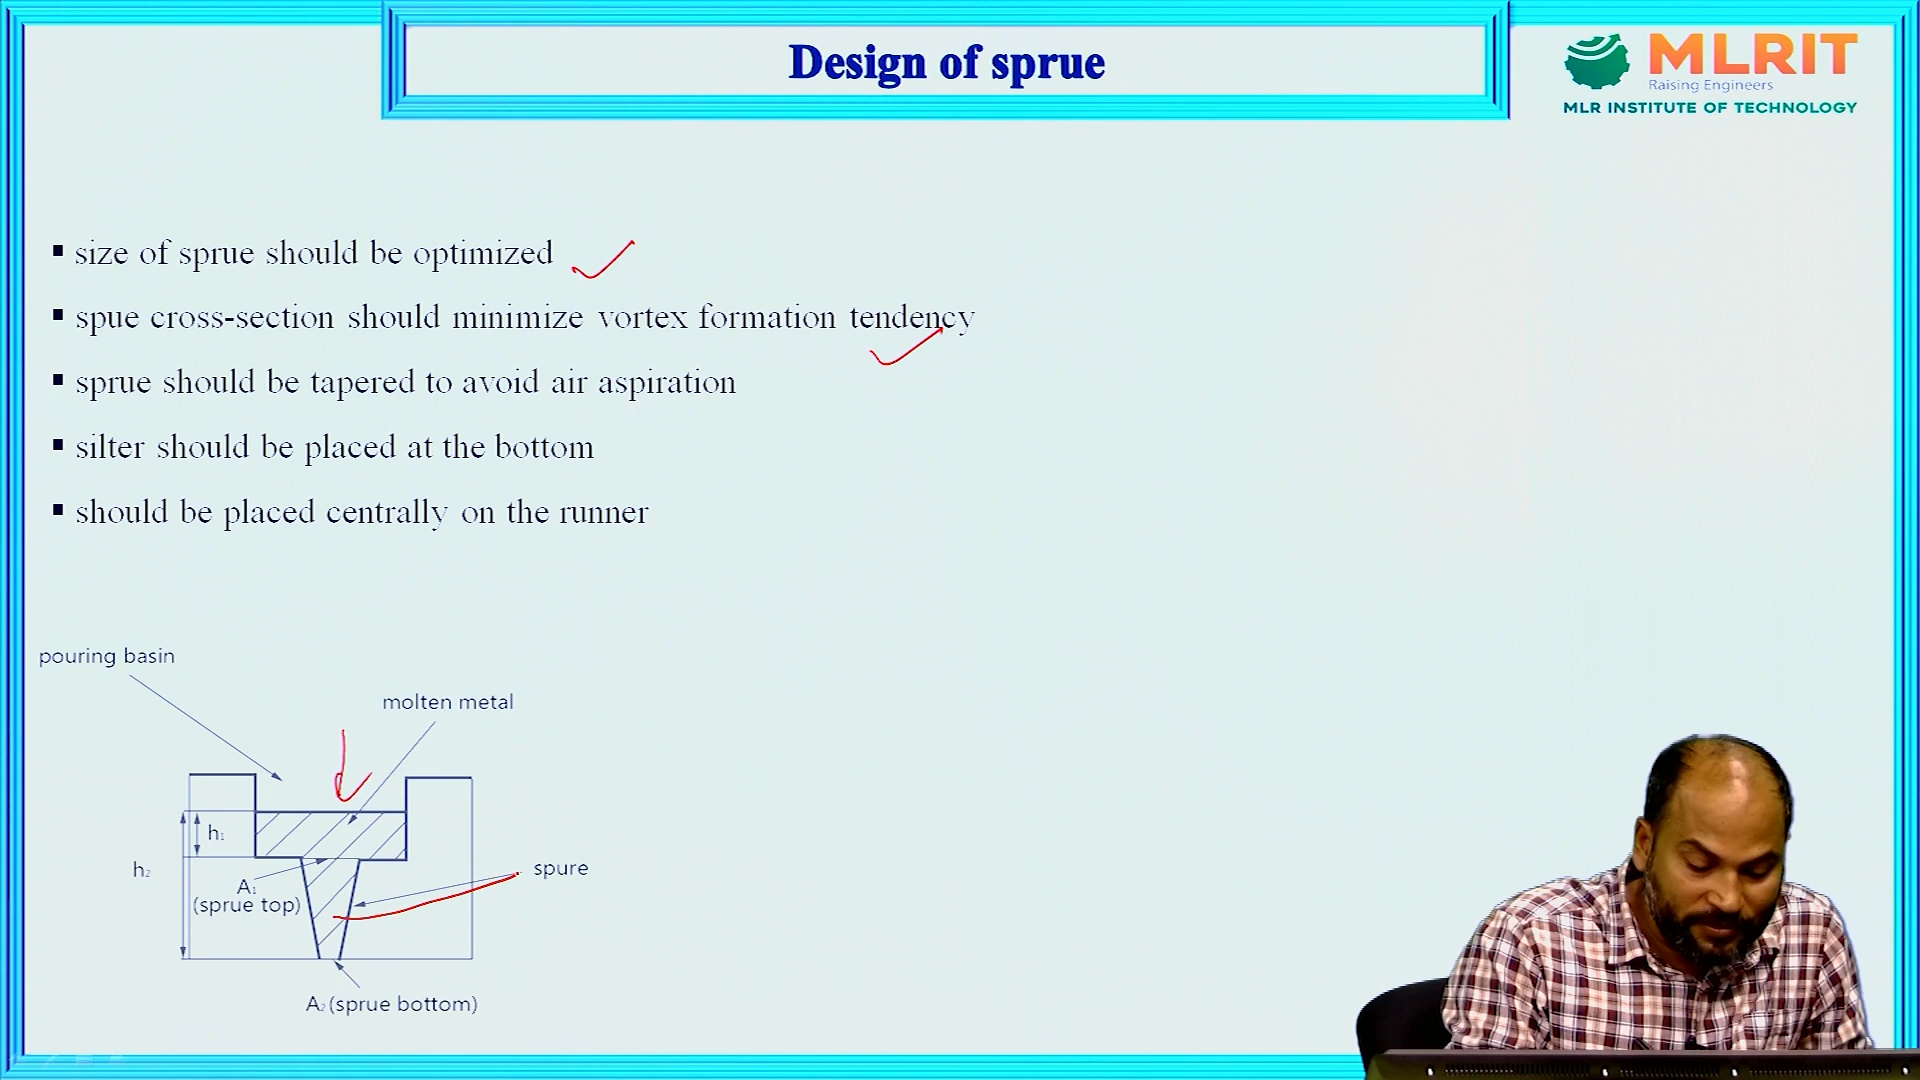 Design of sprue
MLRIT
Raising Engineers
MLR INSTITUTE OF TECHNOLOGY
▪ size of sprue should be optimized
▪ spue cross-section should minimize vortex formation tendency
▪ sprue should be tapered to avoid air aspiration
▪ silter should be placed at the bottom
▪ should be placed centrally on the runner
pouring basin
molten metal
h₁
h₂
spure
A₁
(sprue top)
A₂ (sprue bottom)